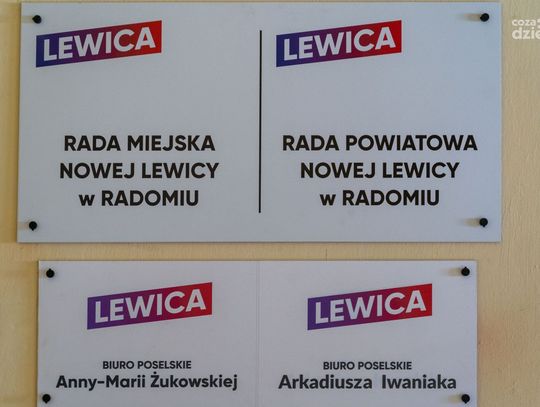 LEWICA
RADA MIEJSKA
NOWEJ LEWICY
w RADOMIU
LEWICA
RADA POWIATOWA
NOWEJ LEWICY
w RADOMIU
LEWICA
BIURO POSELSKIE
Anny-Marii Żukowskiej
LEWICA
BIURO POSELSKIE
Arkadiusza Iwaniaka